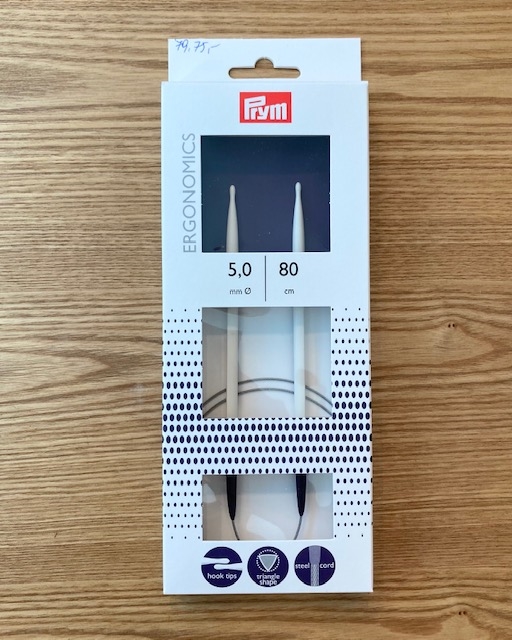 79,75,-
Prym
ERGONOMICS
5,0 80
mm Ø cm
hook tips
triangle
shape
steel cord